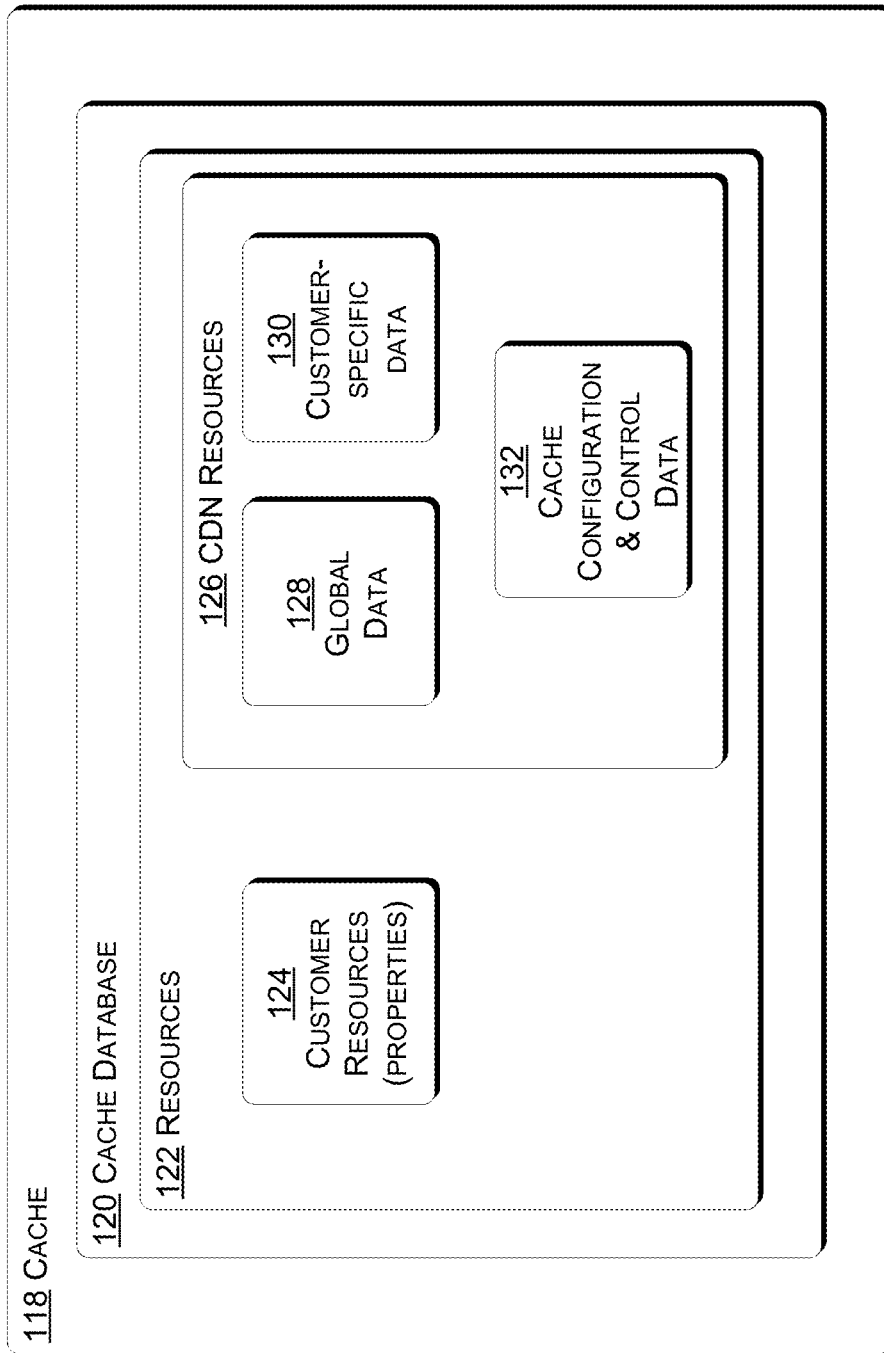 118 CACHE
120 CACHE DATABASE
122 RESOURCES
124
CUSTOMER
RESOURCES
(PROPERTIES)
126 CDN RESOURCES
128
GLOBAL
DATA
130
CUSTOMER-
SPECIFIC
DATA
132
CACHE
CONFIGURATION
& CONTROL
DATA